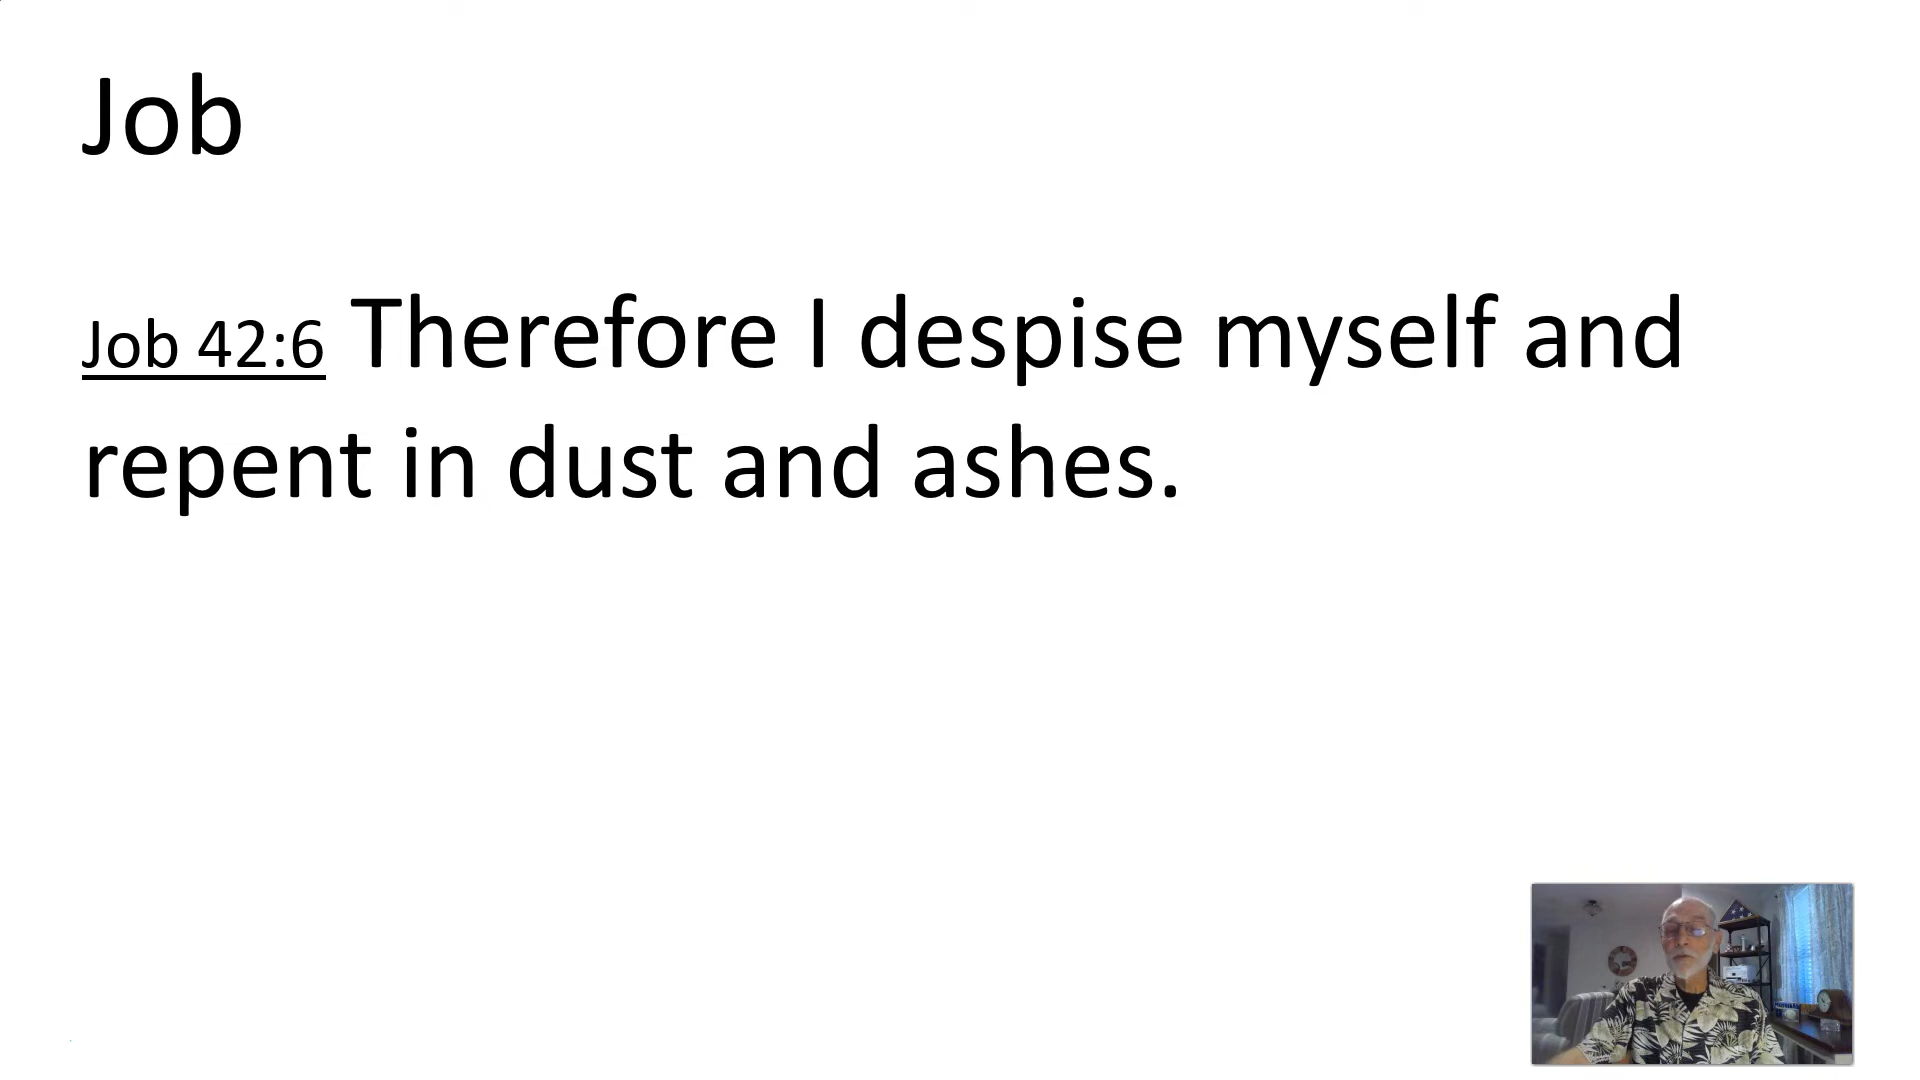 Job
Job 42:6 Therefore I despise myself and
repent in dust and ashes.